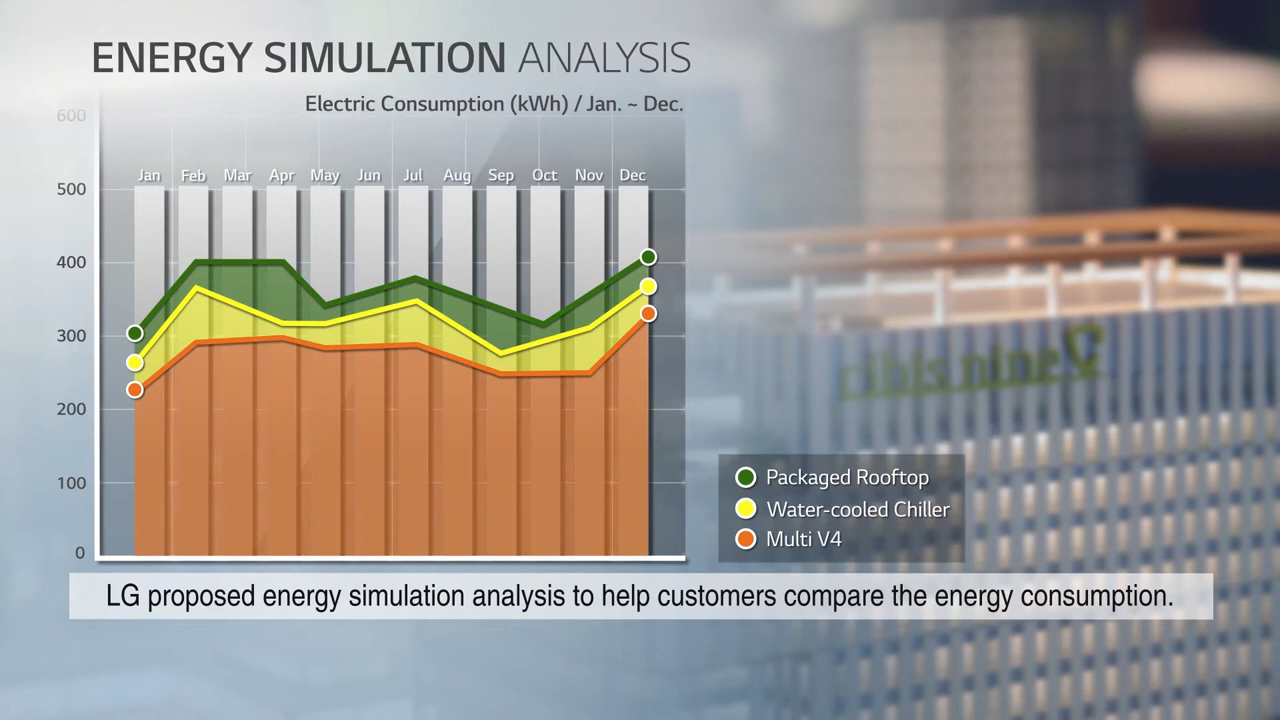 ENERGY SIMULATION ANALYSIS
Electric Consumption (kWh) / Jan. ~ Dec.
600
Jan Feb Mar Apr May Jun Jul Aug Sep Oct Nov Dec
500
400
300
200
100
0
cibis nine
Packaged Rooftop
Water-cooled Chiller
Multi V4
LG proposed energy simulation analysis to help customers compare the energy consumption.